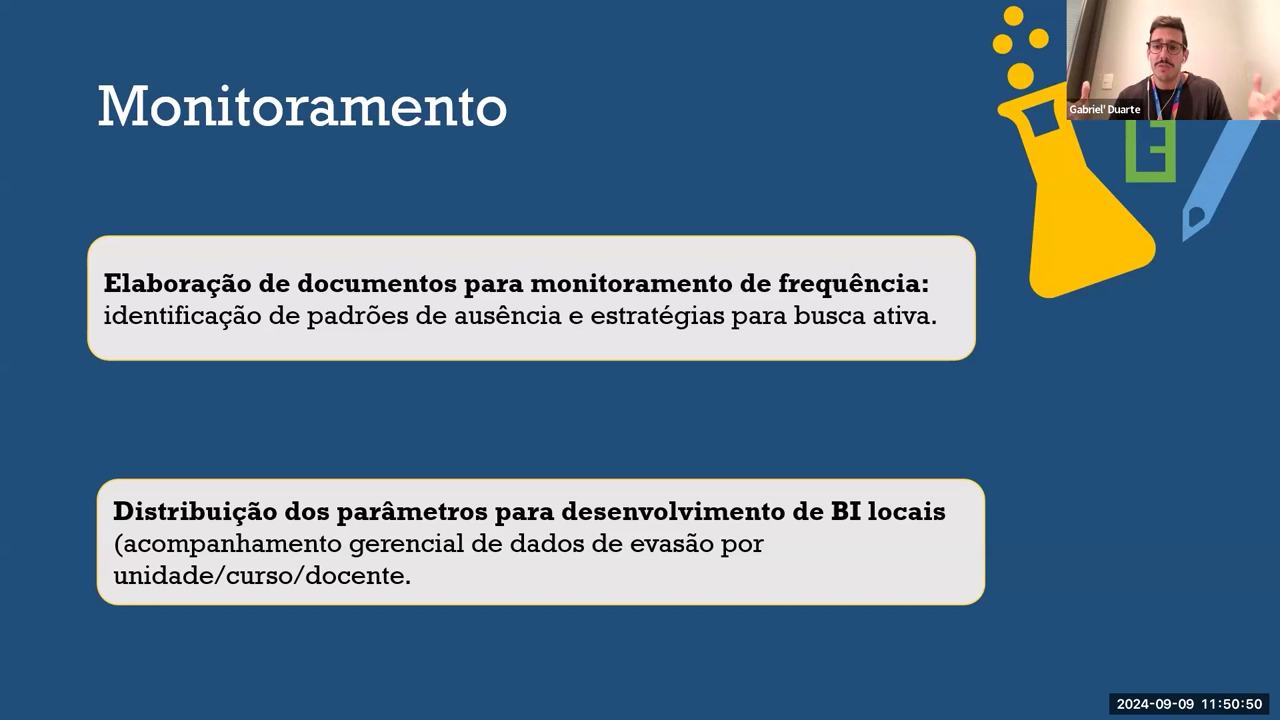 Monitoramento
Gabriel' Duarte
Elaboração de documentos para monitoramento de frequência:
identificação de padrões de ausência e estratégias para busca ativa.
Distribuição dos parâmetros para desenvolvimento de BI locais
(acompanhamento gerencial de dados de evasão por
unidade/curso/docente.
2024-09-09 11:50:50